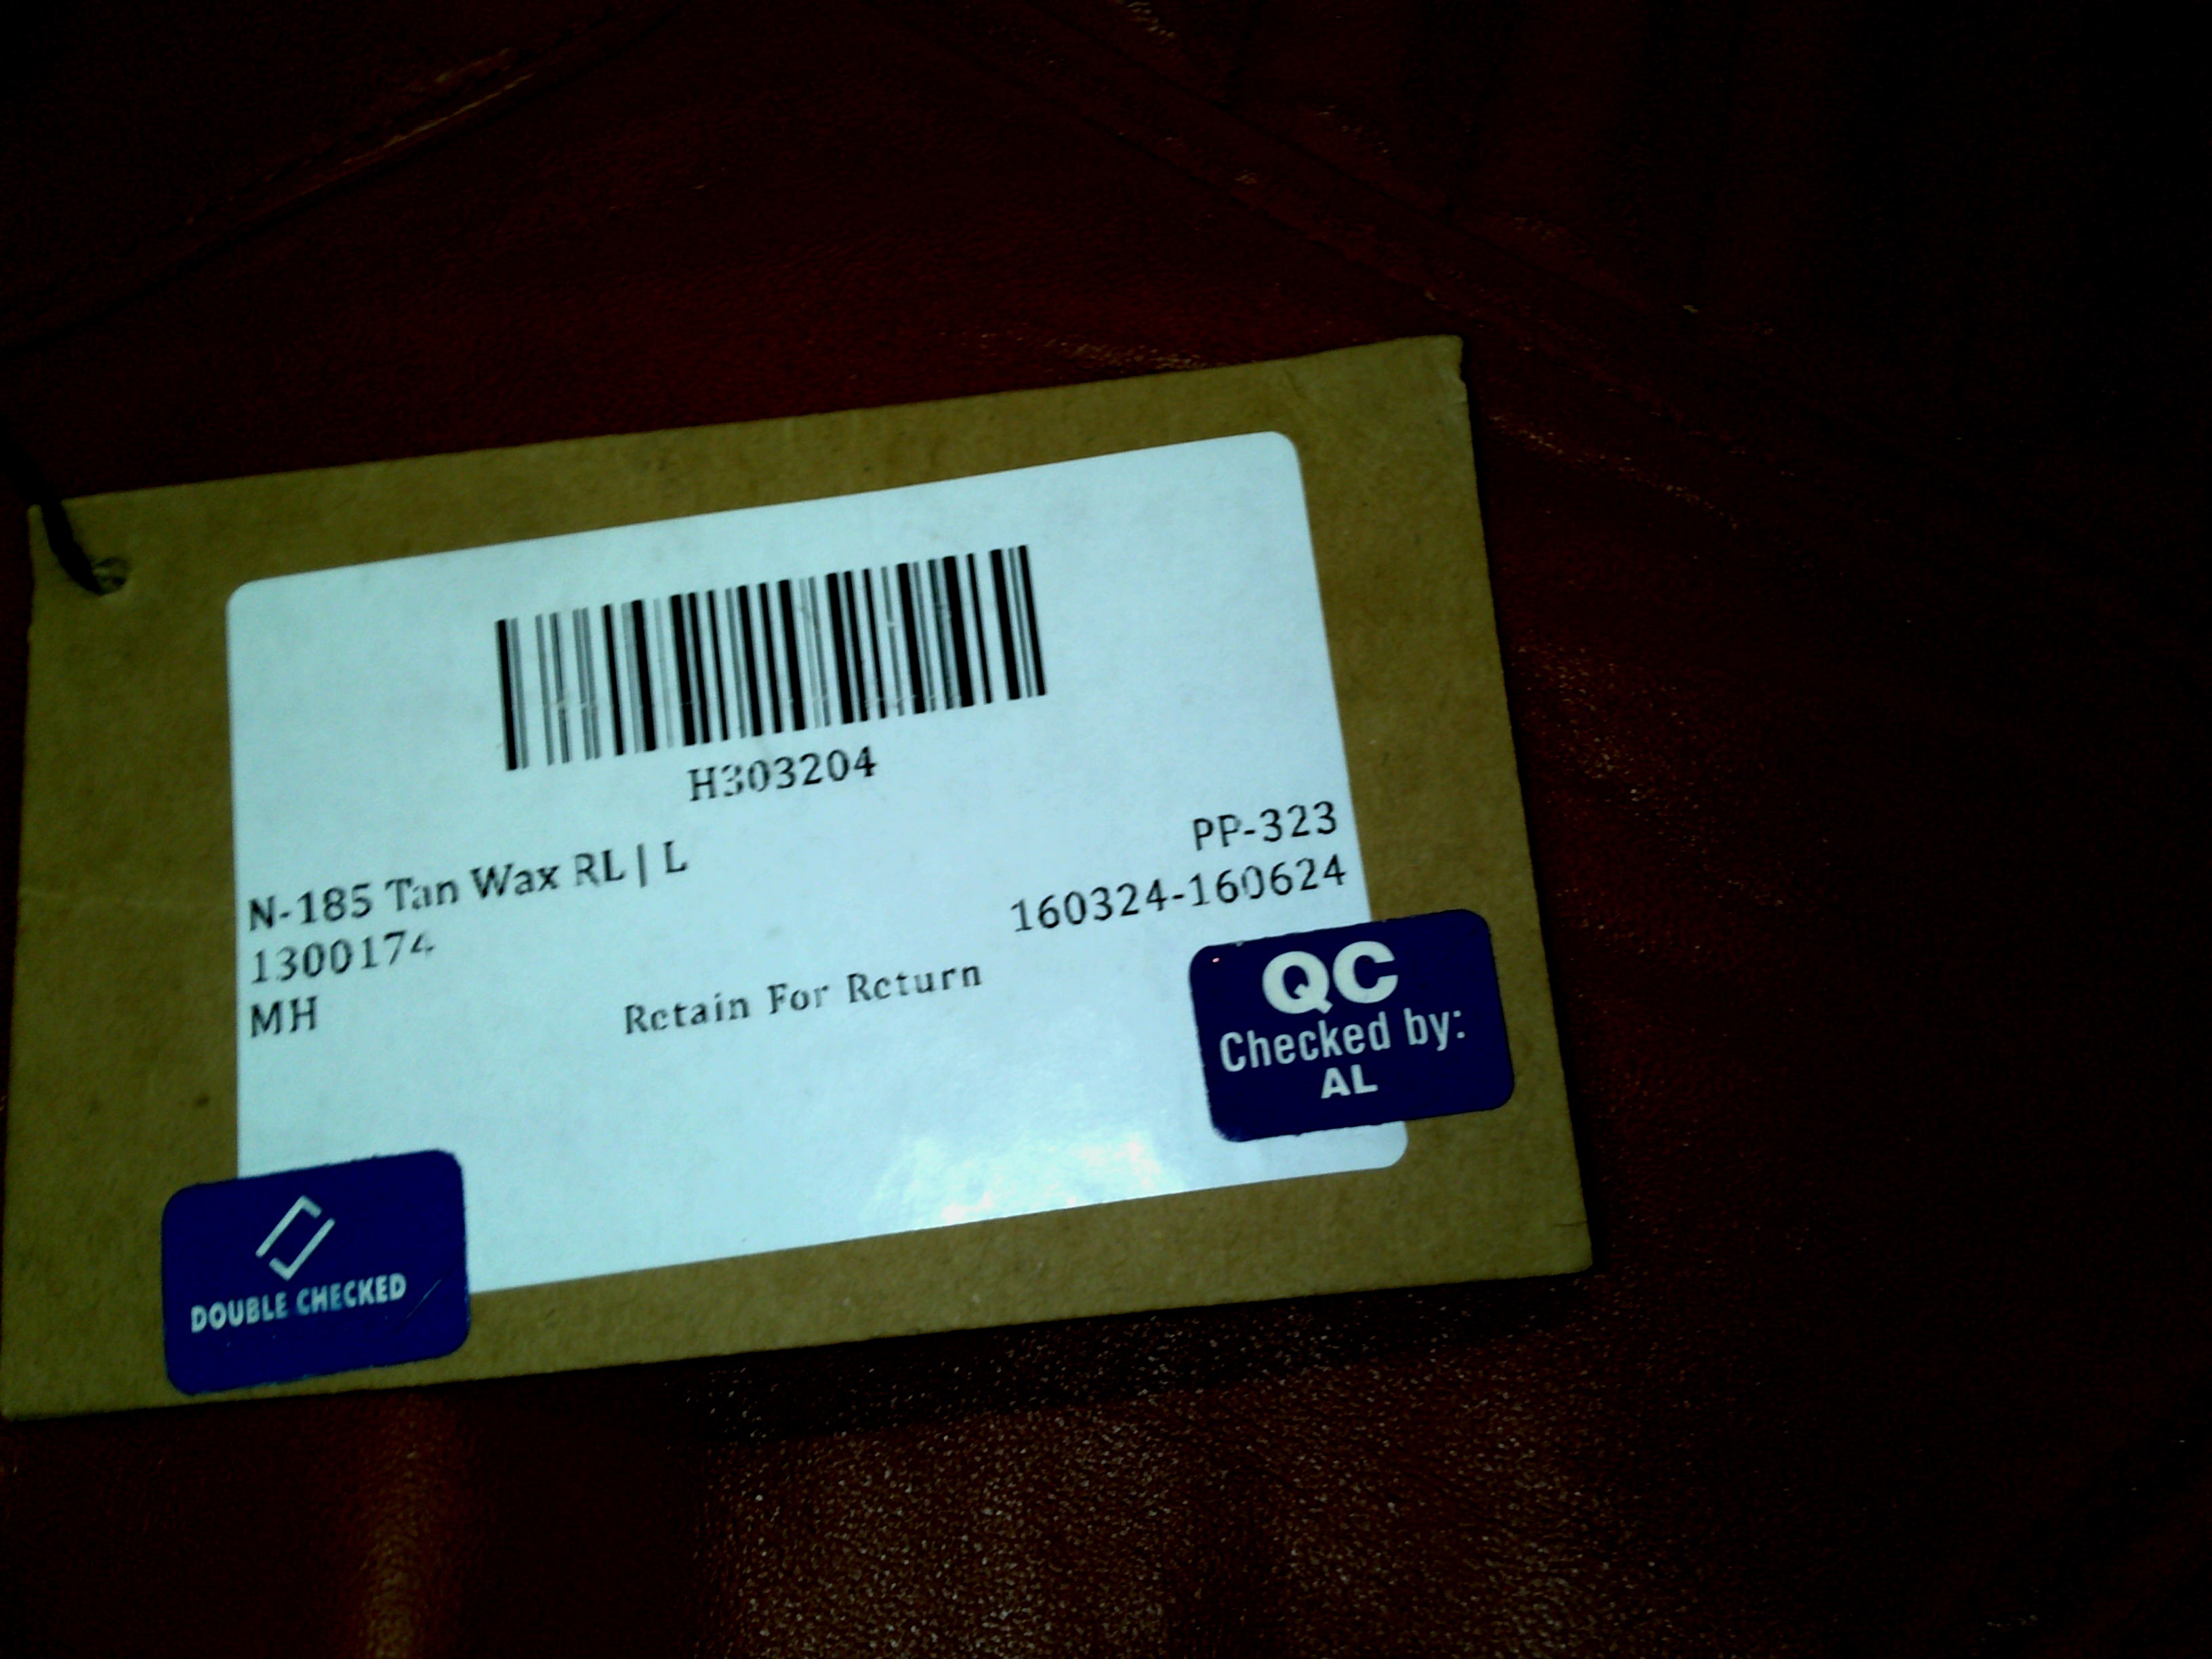 H303204
PP-323
N-185 Tan Wax RL | L
160324-160624
1300174
MH
Retain For Return
QC
Checked by:
AL
DOUBLE CHECKED